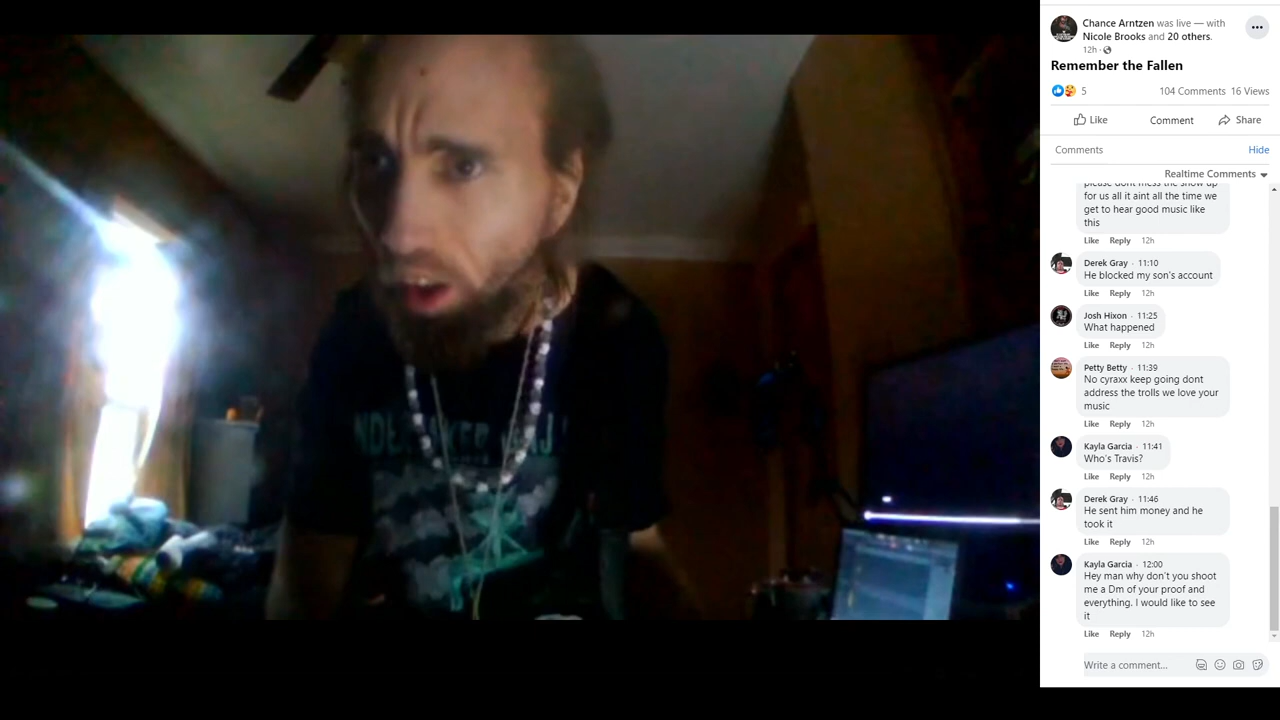 Chance Arntzen was live — with
Nicole Brooks and 20 others.
12h ·
Remember the Fallen
5
104 Comments 16 Views
Like Comment Share
Comments Hide
Realtime Comments
please dont mess the show up
for us all it aint all the time we
get to hear good music like
this
Like Reply 12h
Derek Gray · 11:10
He blocked my son's account
Like Reply 12h
Josh Hixon · 11:25
What happened
Like Reply 12h
Petty Betty · 11:39
No cyraxx keep going dont
address the trolls we love your
music
Like Reply 12h
Kayla Garcia · 11:41
Who's Travis?
Like Reply 12h
Derek Gray · 11:46
He sent him money and he
took it
Like Reply 12h
Kayla Garcia · 12:00
Hey man why don't you shoot
me a Dm of your proof and
everything. I would like to see
it
Like Reply 12h
Write a comment...